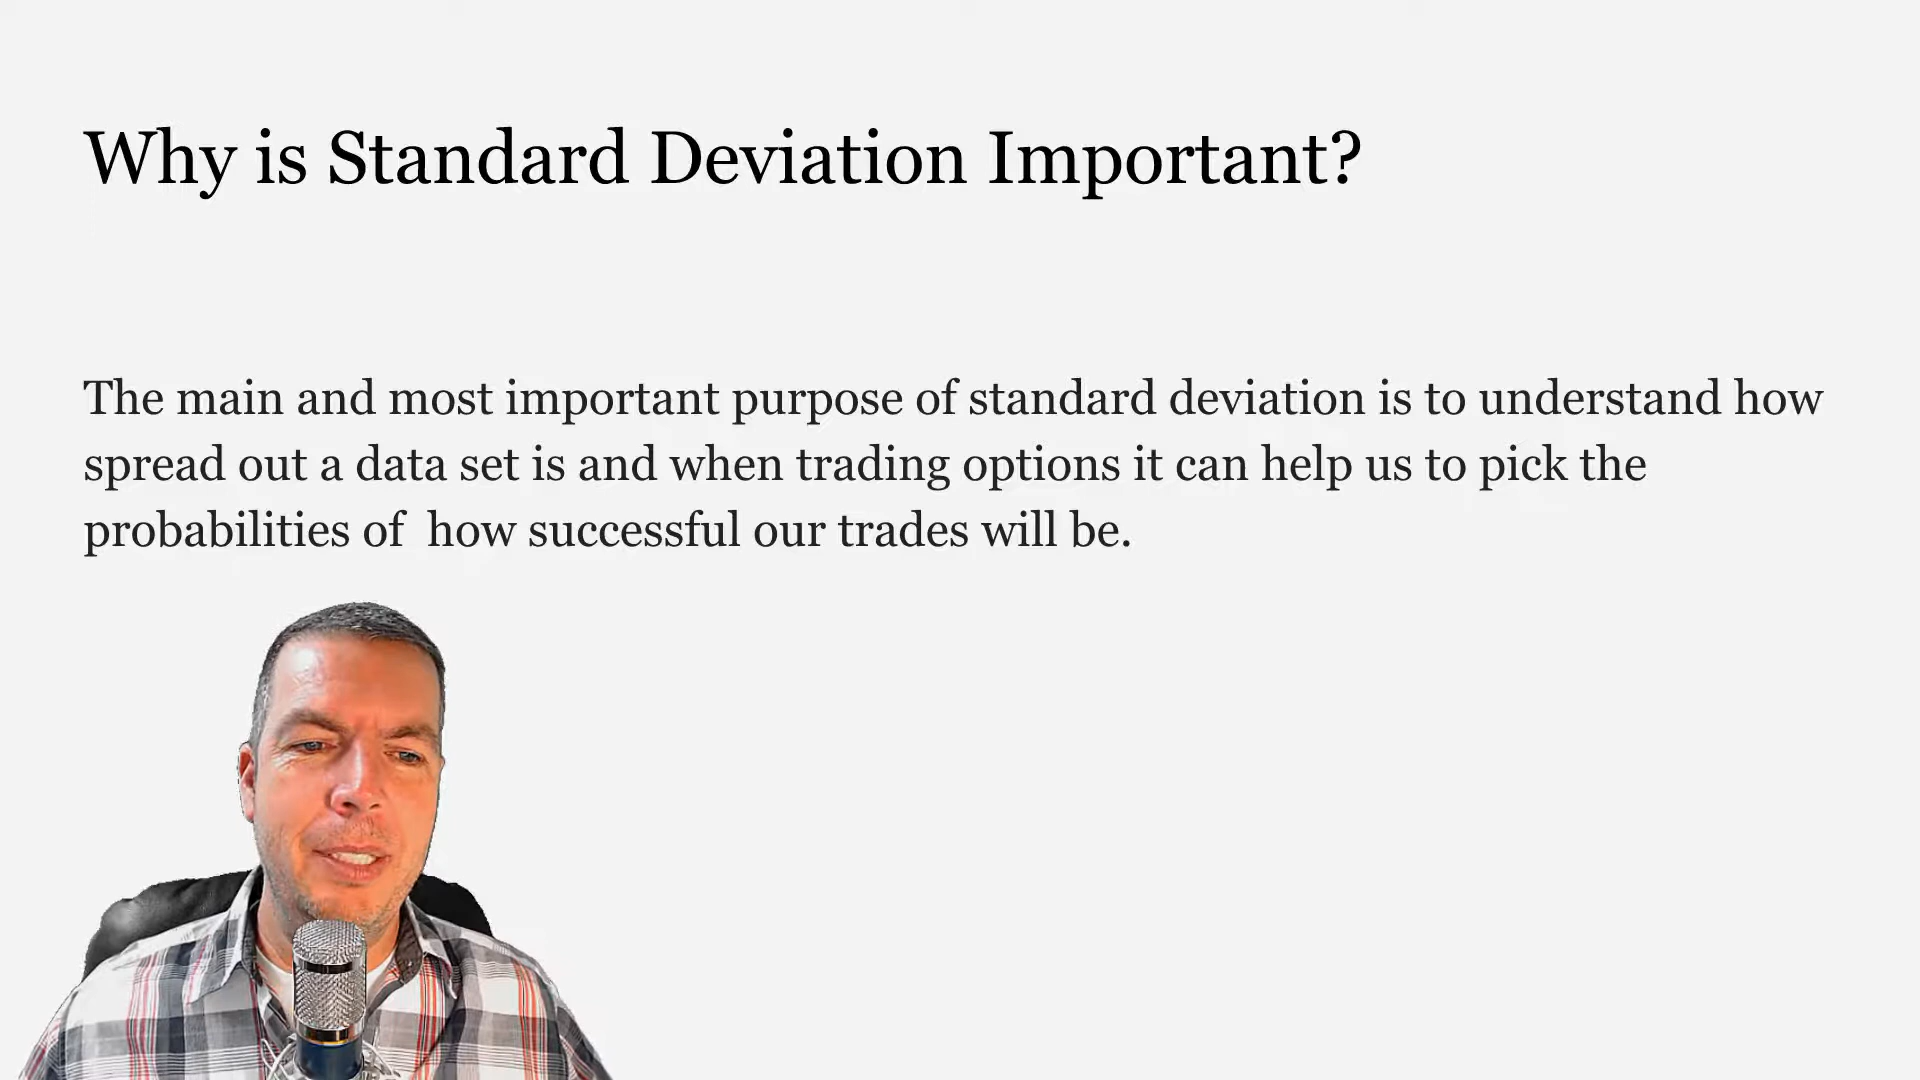 Why is Standard Deviation Important?
The main and most important purpose of standard deviation is to understand how
spread out a data set is and when trading options it can help us to pick the
probabilities of  how successful our trades will be.